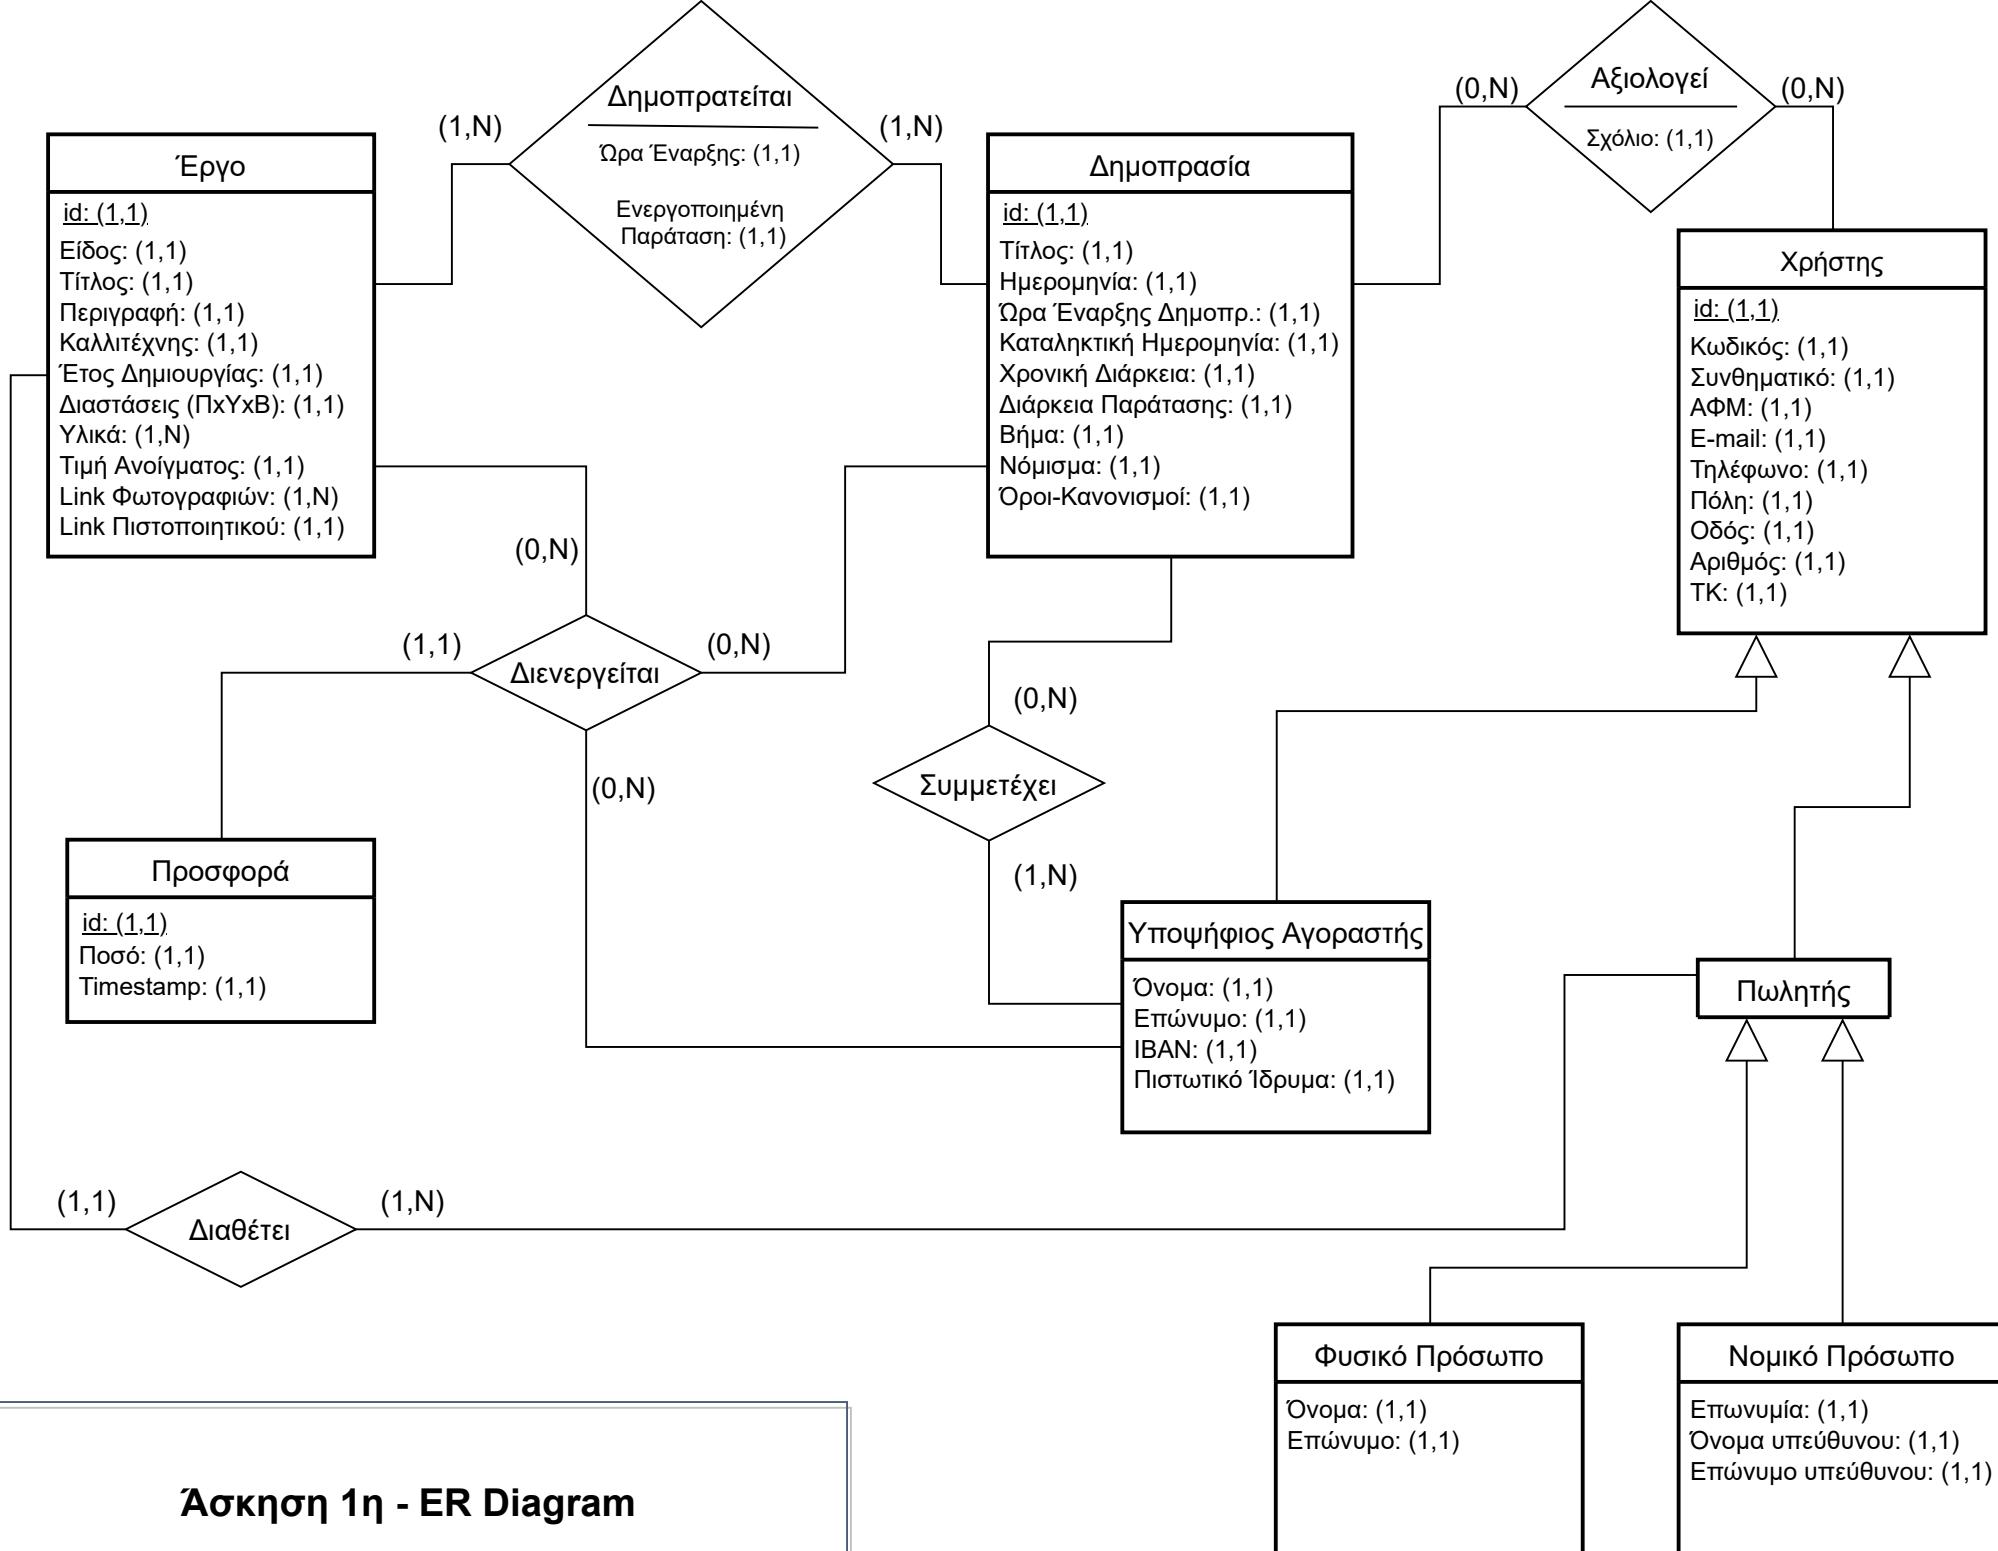 Δημοπρατείται
Ώρα Έναρξης: (1,1)
Ενεργοποιημένη
Παράταση: (1,1)
(1,N)
(1,N)
Αξιολογεί
Σχόλιο: (1,1)
(0,N)
(0,N)
Έργο
id: (1,1)
Είδος: (1,1)
Τίτλος: (1,1)
Περιγραφή: (1,1)
Καλλιτέχνης: (1,1)
Έτος Δημιουργίας: (1,1)
Διαστάσεις (ΠxΥxΒ): (1,1)
Υλικά: (1,N)
Τιμή Ανοίγματος: (1,1)
Link Φωτογραφιών: (1,N)
Link Πιστοποιητικού: (1,1)
Δημοπρασία
id: (1,1)
Τίτλος: (1,1)
Ημερομηνία: (1,1)
Ώρα Έναρξης Δημοπρ.: (1,1)
Καταληκτική Ημερομηνία: (1,1)
Χρονική Διάρκεια: (1,1)
Διάρκεια Παράτασης: (1,1)
Βήμα: (1,1)
Νόμισμα: (1,1)
Όροι-Κανονισμοί: (1,1)
Χρήστης
id: (1,1)
Κωδικός: (1,1)
Συνθηματικό: (1,1)
ΑΦΜ: (1,1)
E-mail: (1,1)
Τηλέφωνο: (1,1)
Πόλη: (1,1)
Οδός: (1,1)
Αριθμός: (1,1)
ΤΚ: (1,1)
(0,N)
(1,1)
Διενεργείται
(0,N)
(0,N)
(0,N)
Συμμετέχει
(1,N)
Προσφορά
id: (1,1)
Ποσό: (1,1)
Timestamp: (1,1)
Υποψήφιος Αγοραστής
Όνομα: (1,1)
Επώνυμο: (1,1)
IBAN: (1,1)
Πιστωτικό Ίδρυμα: (1,1)
Πωλητής
(1,1)
Διαθέτει
(1,N)
Φυσικό Πρόσωπο
Όνομα: (1,1)
Επώνυμο: (1,1)
Νομικό Πρόσωπο
Επωνυμία: (1,1)
Όνομα υπεύθυνου: (1,1)
Επώνυμο υπεύθυνου: (1,1)
Άσκηση 1η - ER Diagram